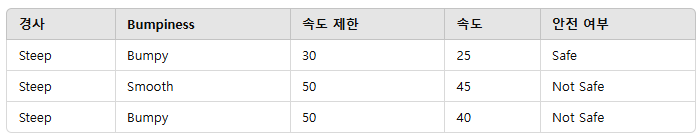 경사 Bumpiness 속도 제한 속도 안전 여부
Steep Bumpy 30 25 Safe
Steep Smooth 50 45 Not Safe
Steep Bumpy 50 40 Not Safe